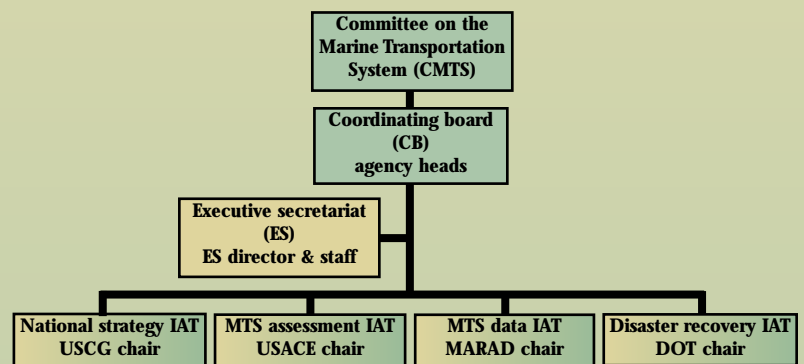 Committee on the
Marine Transportation
System (CMTS)
Coordinating board
(CB)
agency heads
Executive secretariat
(ES)
ES director & staff
National strategy IAT
USCG chair
MTS assessment IAT
USACE chair
MTS data IAT
MARAD chair
Disaster recovery IAT
DOT chair